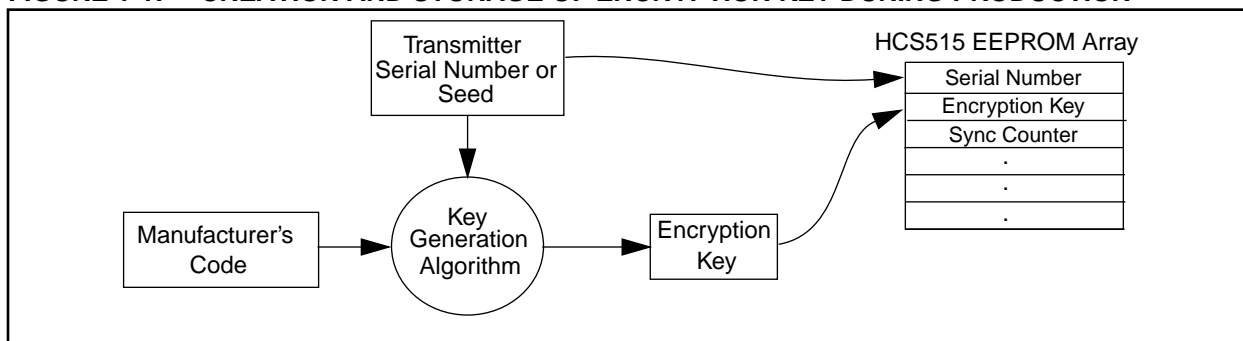 Transmitter
Serial Number or
Seed
HCS515 EEPROM Array
Serial Number
Encryption Key
Sync Counter
.
.
.
Manufacturer's
Code
Key
Generation
Algorithm
Encryption
Key